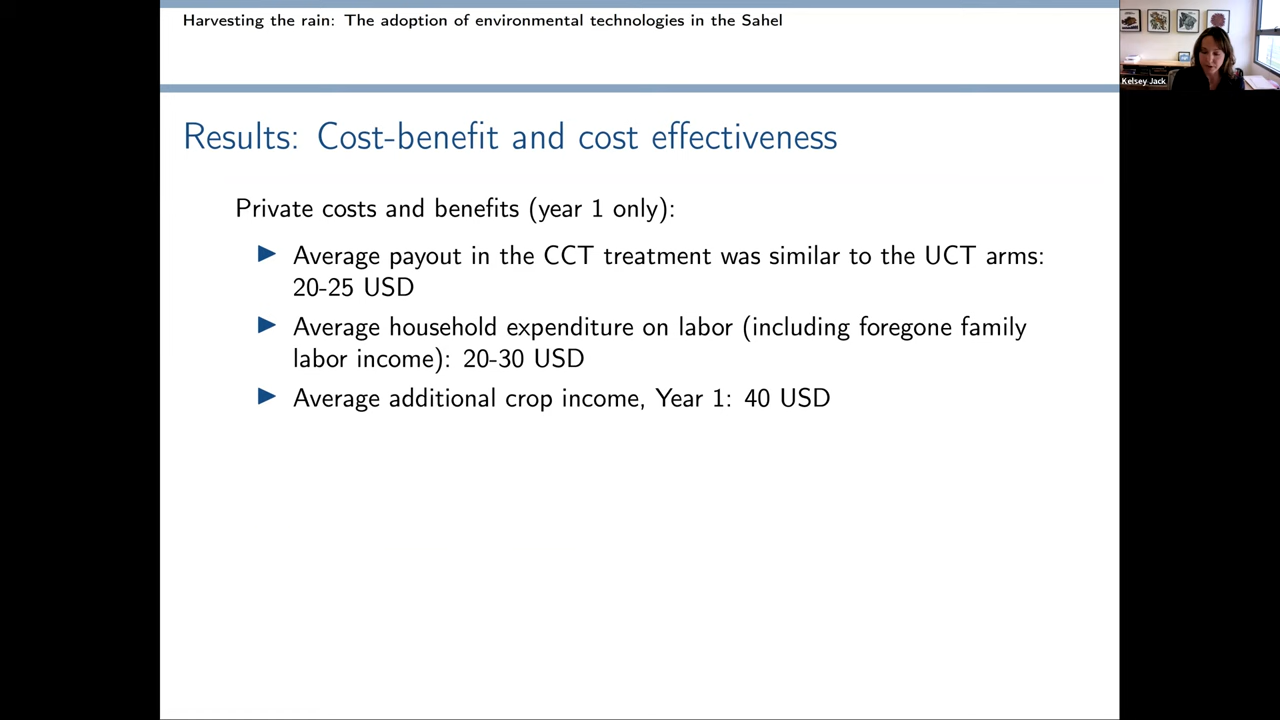 Harvesting the rain: The adoption of environmental technologies in the Sahel
Kelsey Jack
Results: Cost-benefit and cost effectiveness
Private costs and benefits (year 1 only):
Average payout in the CCT treatment was similar to the UCT arms:
20-25 USD
Average household expenditure on labor (including foregone family
labor income): 20-30 USD
Average additional crop income, Year 1: 40 USD